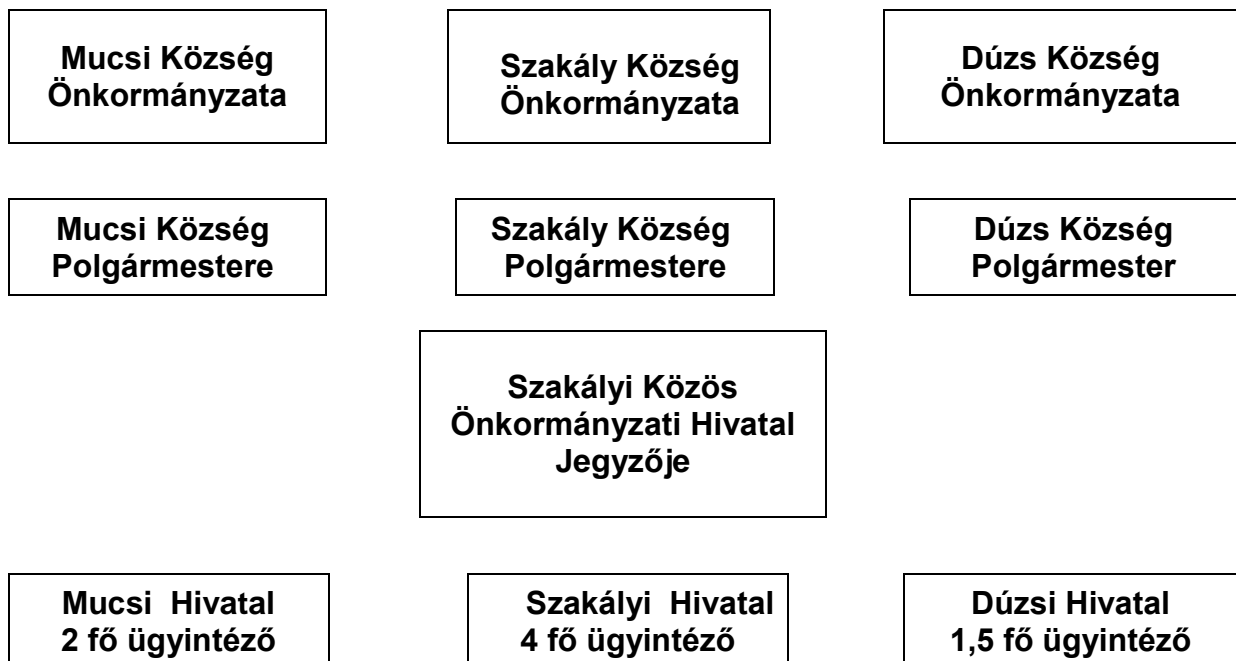 Mucsi Község
Önkormányzata
Szakály Község
Önkormányzata
Dúzs Község
Önkormányzata
Mucsi Község
Polgármestere
Szakály Község
Polgármestere
Dúzs Község
Polgármester
Szakályi Közös
Önkormányzati Hivatal
Jegyzője
Mucsi Hivatal
2 fő ügyintéző
Szakályi Hivatal
4 fő ügyintéző
Dúzsi Hivatal
1,5 fő ügyintéző